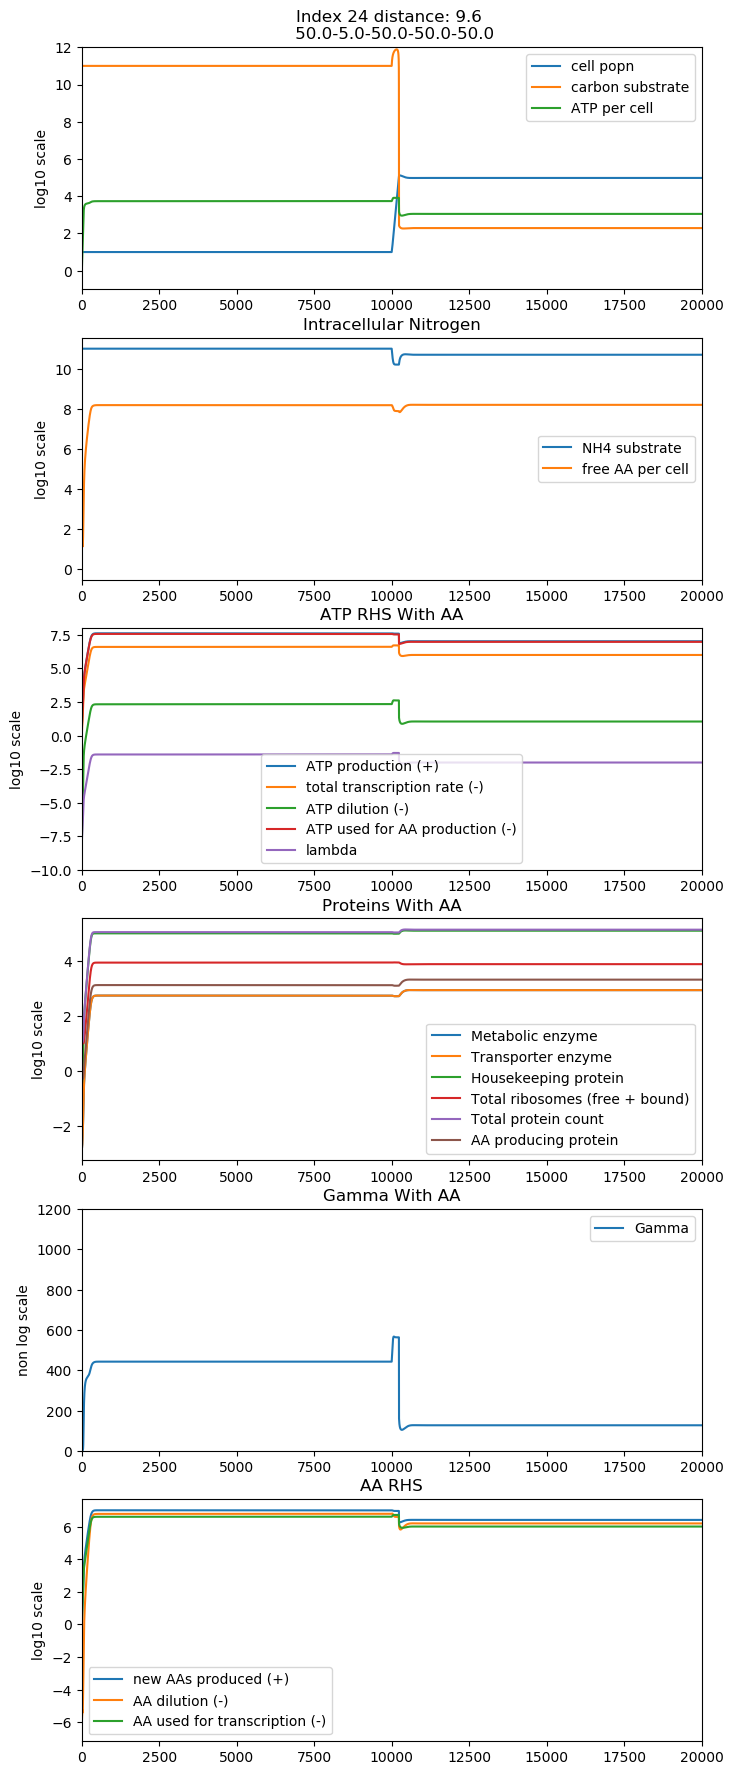 Index 24 distance: 9.6
50.0-5.0-50.0-50.0-50.0
12
10
8
6
4
2
0
log10 scale
cell popn
carbon substrate
ATP per cell
0 2500 5000 7500 10000 12500 15000 17500 20000
Intracellular Nitrogen
10
8
6
4
2
0
log10 scale
NH4 substrate
free AA per cell
0 2500 5000 7500 10000 12500 15000 17500 20000
ATP RHS With AA
7.5
5.0
2.5
0.0
−2.5
−5.0
−7.5
−10.0
log10 scale
ATP production (+)
total transcription rate (-)
ATP dilution (-)
ATP used for AA production (-)
lambda
0 2500 5000 7500 10000 12500 15000 17500 20000
Proteins With AA
4
2
0
−2
log10 scale
Metabolic enzyme
Transporter enzyme
Housekeeping protein
Total ribosomes (free + bound)
Total protein count
AA producing protein
0 2500 5000 7500 10000 12500 15000 17500 20000
Gamma With AA
1200
1000
800
600
400
200
0
non log scale
Gamma
0 2500 5000 7500 10000 12500 15000 17500 20000
AA RHS
6
4
2
0
−2
−4
−6
log10 scale
new AAs produced (+)
AA dilution (-)
AA used for transcription (-)
0 2500 5000 7500 10000 12500 15000 17500 20000